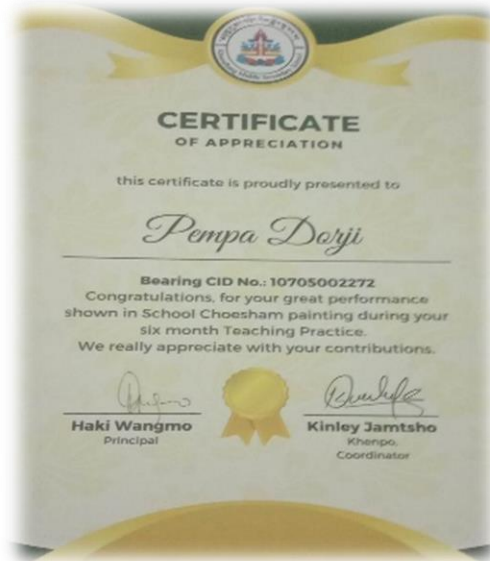 CERTIFICATE
OF APPRECIATION
this certificate is proudly presented to
Pempa Dorji
Bearing CID No.: 10705002272
Congratulations, for your great performance
shown in School Choesham painting during your
six month Teaching Practice.
We really appreciate with your contributions.
Haki Wangmo
Principal
Kinley Jamtsho
Khenpo,
Coordinator